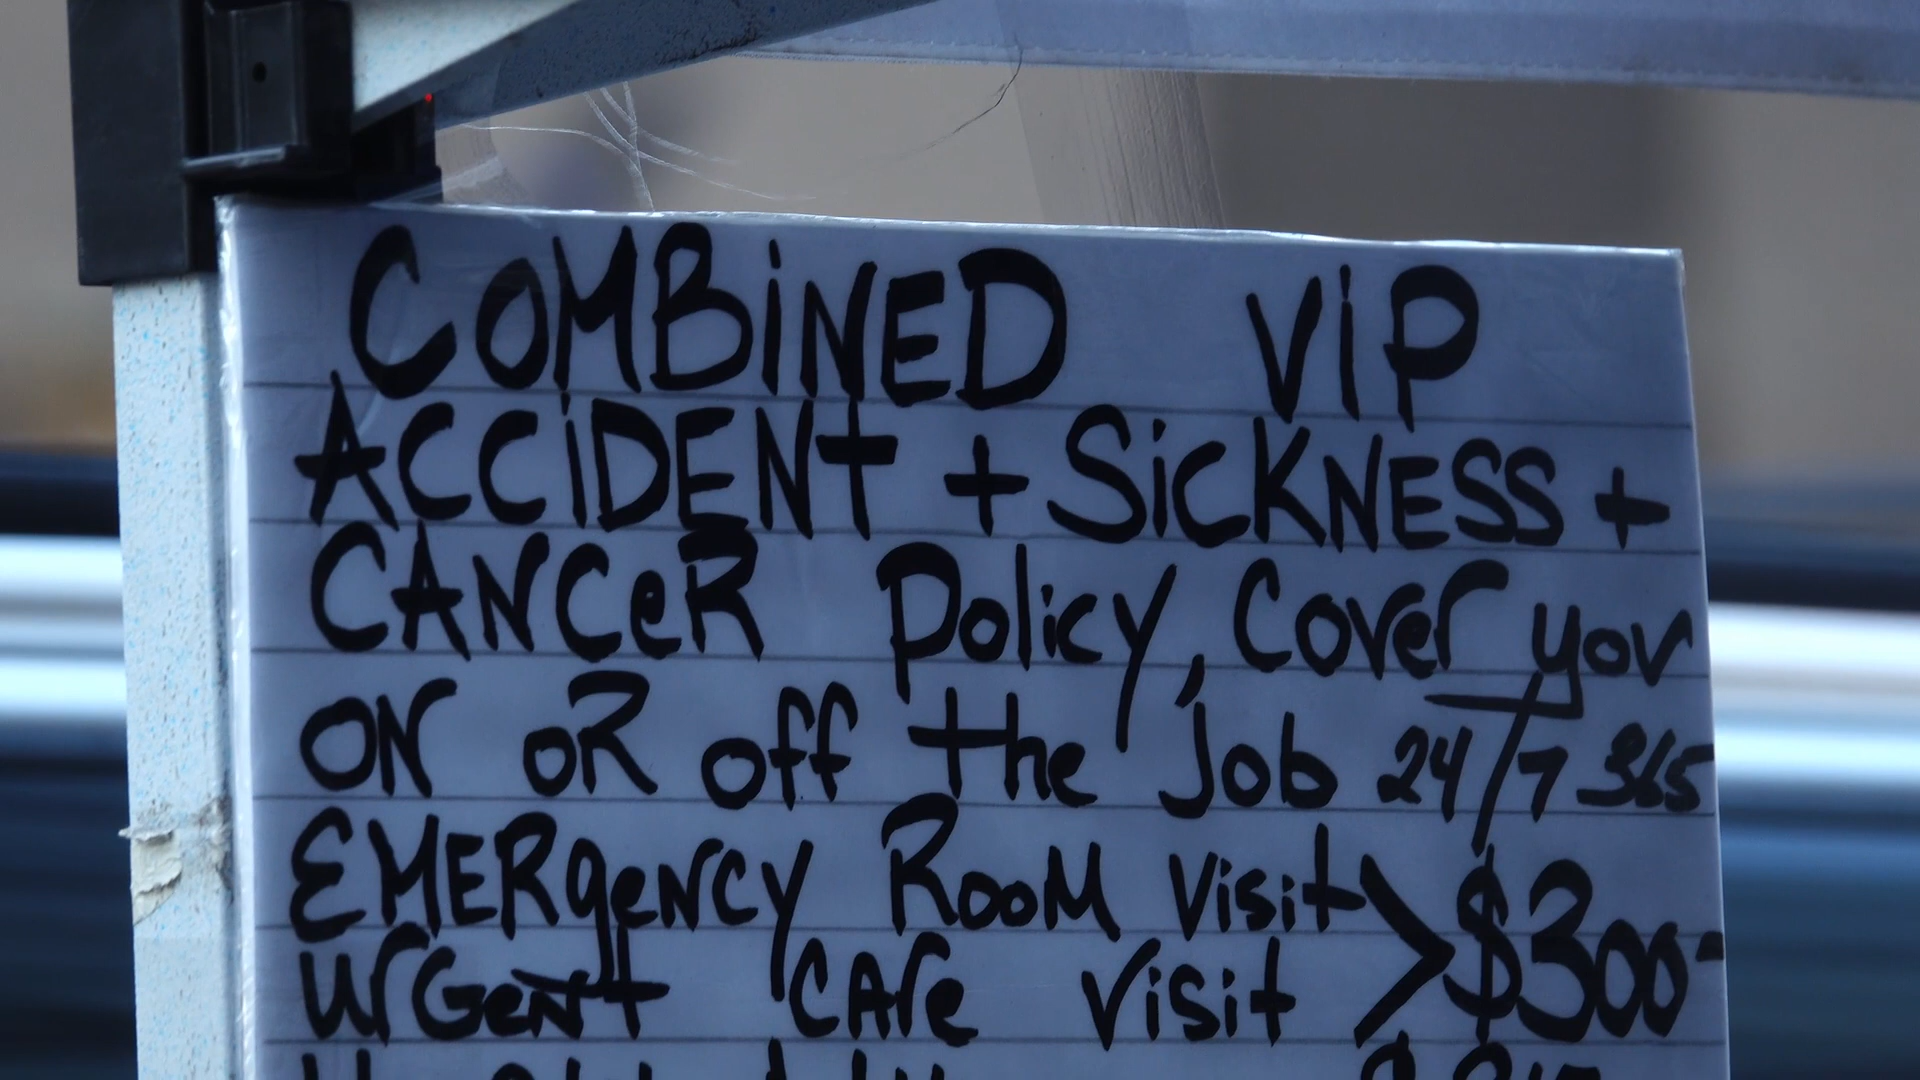 COMBINED VIP
ACCIDENT + SICKNESS +
CANCER Policy, Cover you
ON OR off the job 24/7 365
EMERgeNCY ROOM Visit > $300-
URGeNT CARe Visit